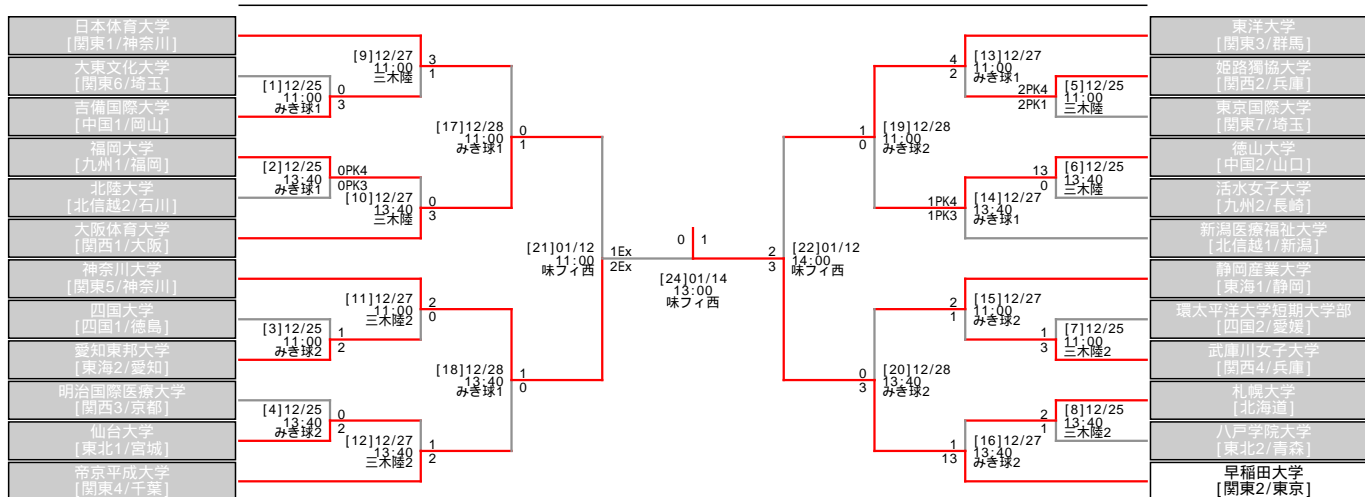 日本体育大学
[関東1/神奈川]
大東文化大学
[関東6/埼玉]
吉備国際大学
[中国1/岡山]
福岡大学
[九州1/福岡]
北陸大学
[北信越2/石川]
大阪体育大学
[関西1/大阪]
神奈川大学
[関東5/神奈川]
四国大学
[四国1/徳島]
愛知東邦大学
[東海2/愛知]
明治国際医療大学
[関西3/京都]
仙台大学
[東北1/宮城]
帝京平成大学
[関東4/千葉]
[1]12/25
11:00
みき球1
0
3
[2]12/25
13:40
みき球1
0PK4
0PK3
[3]12/25
11:00
みき球2
1
2
[4]12/25
13:40
みき球2
0
2
[9]12/27
11:00
三木陸
3
1
[10]12/27
13:40
三木陸
0
3
[11]12/27
11:00
三木陸2
2
0
[12]12/27
13:40
三木陸2
1
2
[17]12/28
11:00
みき球1
0
1
[18]12/28
13:40
みき球1
1
0
[21]01/12
11:00
味フィ西
1Ex
2Ex
0
1
[24]01/14
13:00
味フィ西
2
3
[22]01/12
14:00
味フィ西
1
0
[19]12/28
11:00
みき球2
0
3
[20]12/28
13:40
みき球2
4
2
[13]12/27
11:00
みき球1
1PK4
1PK3
[14]12/27
13:40
みき球1
2
1
[15]12/27
11:00
みき球2
1
13
[16]12/27
13:40
みき球2
2PK4
2PK1
[5]12/25
11:00
三木陸
13
0
[6]12/25
13:40
三木陸
1
3
[7]12/25
11:00
三木陸2
2
1
[8]12/25
13:40
三木陸2
東洋大学
[関東3/群馬]
姫路獨協大学
[関西2/兵庫]
東京国際大学
[関東7/埼玉]
徳山大学
[中国2/山口]
活水女子大学
[九州2/長崎]
新潟医療福祉大学
[北信越1/新潟]
静岡産業大学
[東海1/静岡]
環太平洋大学短期大学部
[四国2/愛媛]
武庫川女子大学
[関西4/兵庫]
札幌大学
[北海道]
八戸学院大学
[東北2/青森]
早稲田大学
[関東2/東京]